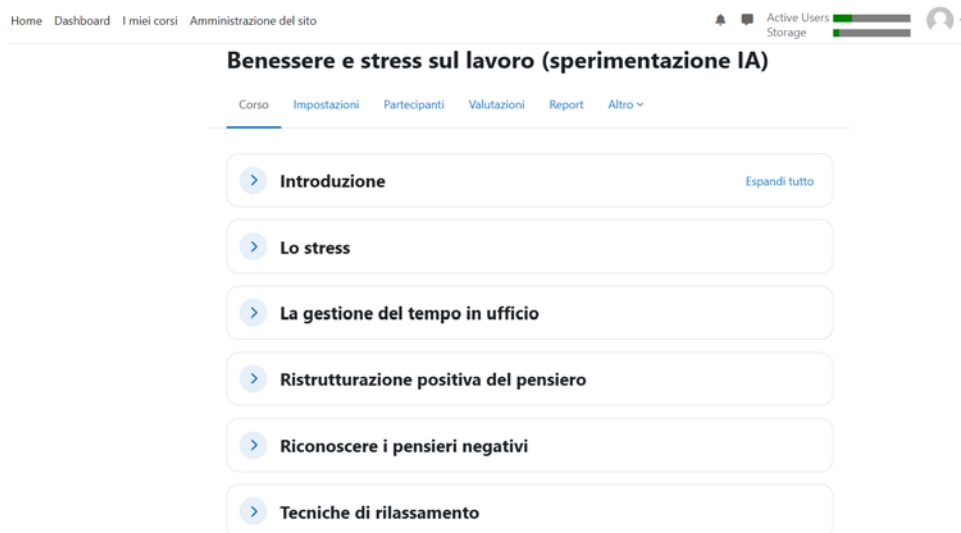 Home Dashboard I miei corsi Amministrazione del sito
Active Users
Storage
Benessere e stress sul lavoro (sperimentazione IA)
Corso Impostazioni Partecipanti Valutazioni Report Altro
Introduzione Espandi tutto
Lo stress
La gestione del tempo in ufficio
Ristrutturazione positiva del pensiero
Riconoscere i pensieri negativi
Tecniche di rilassamento